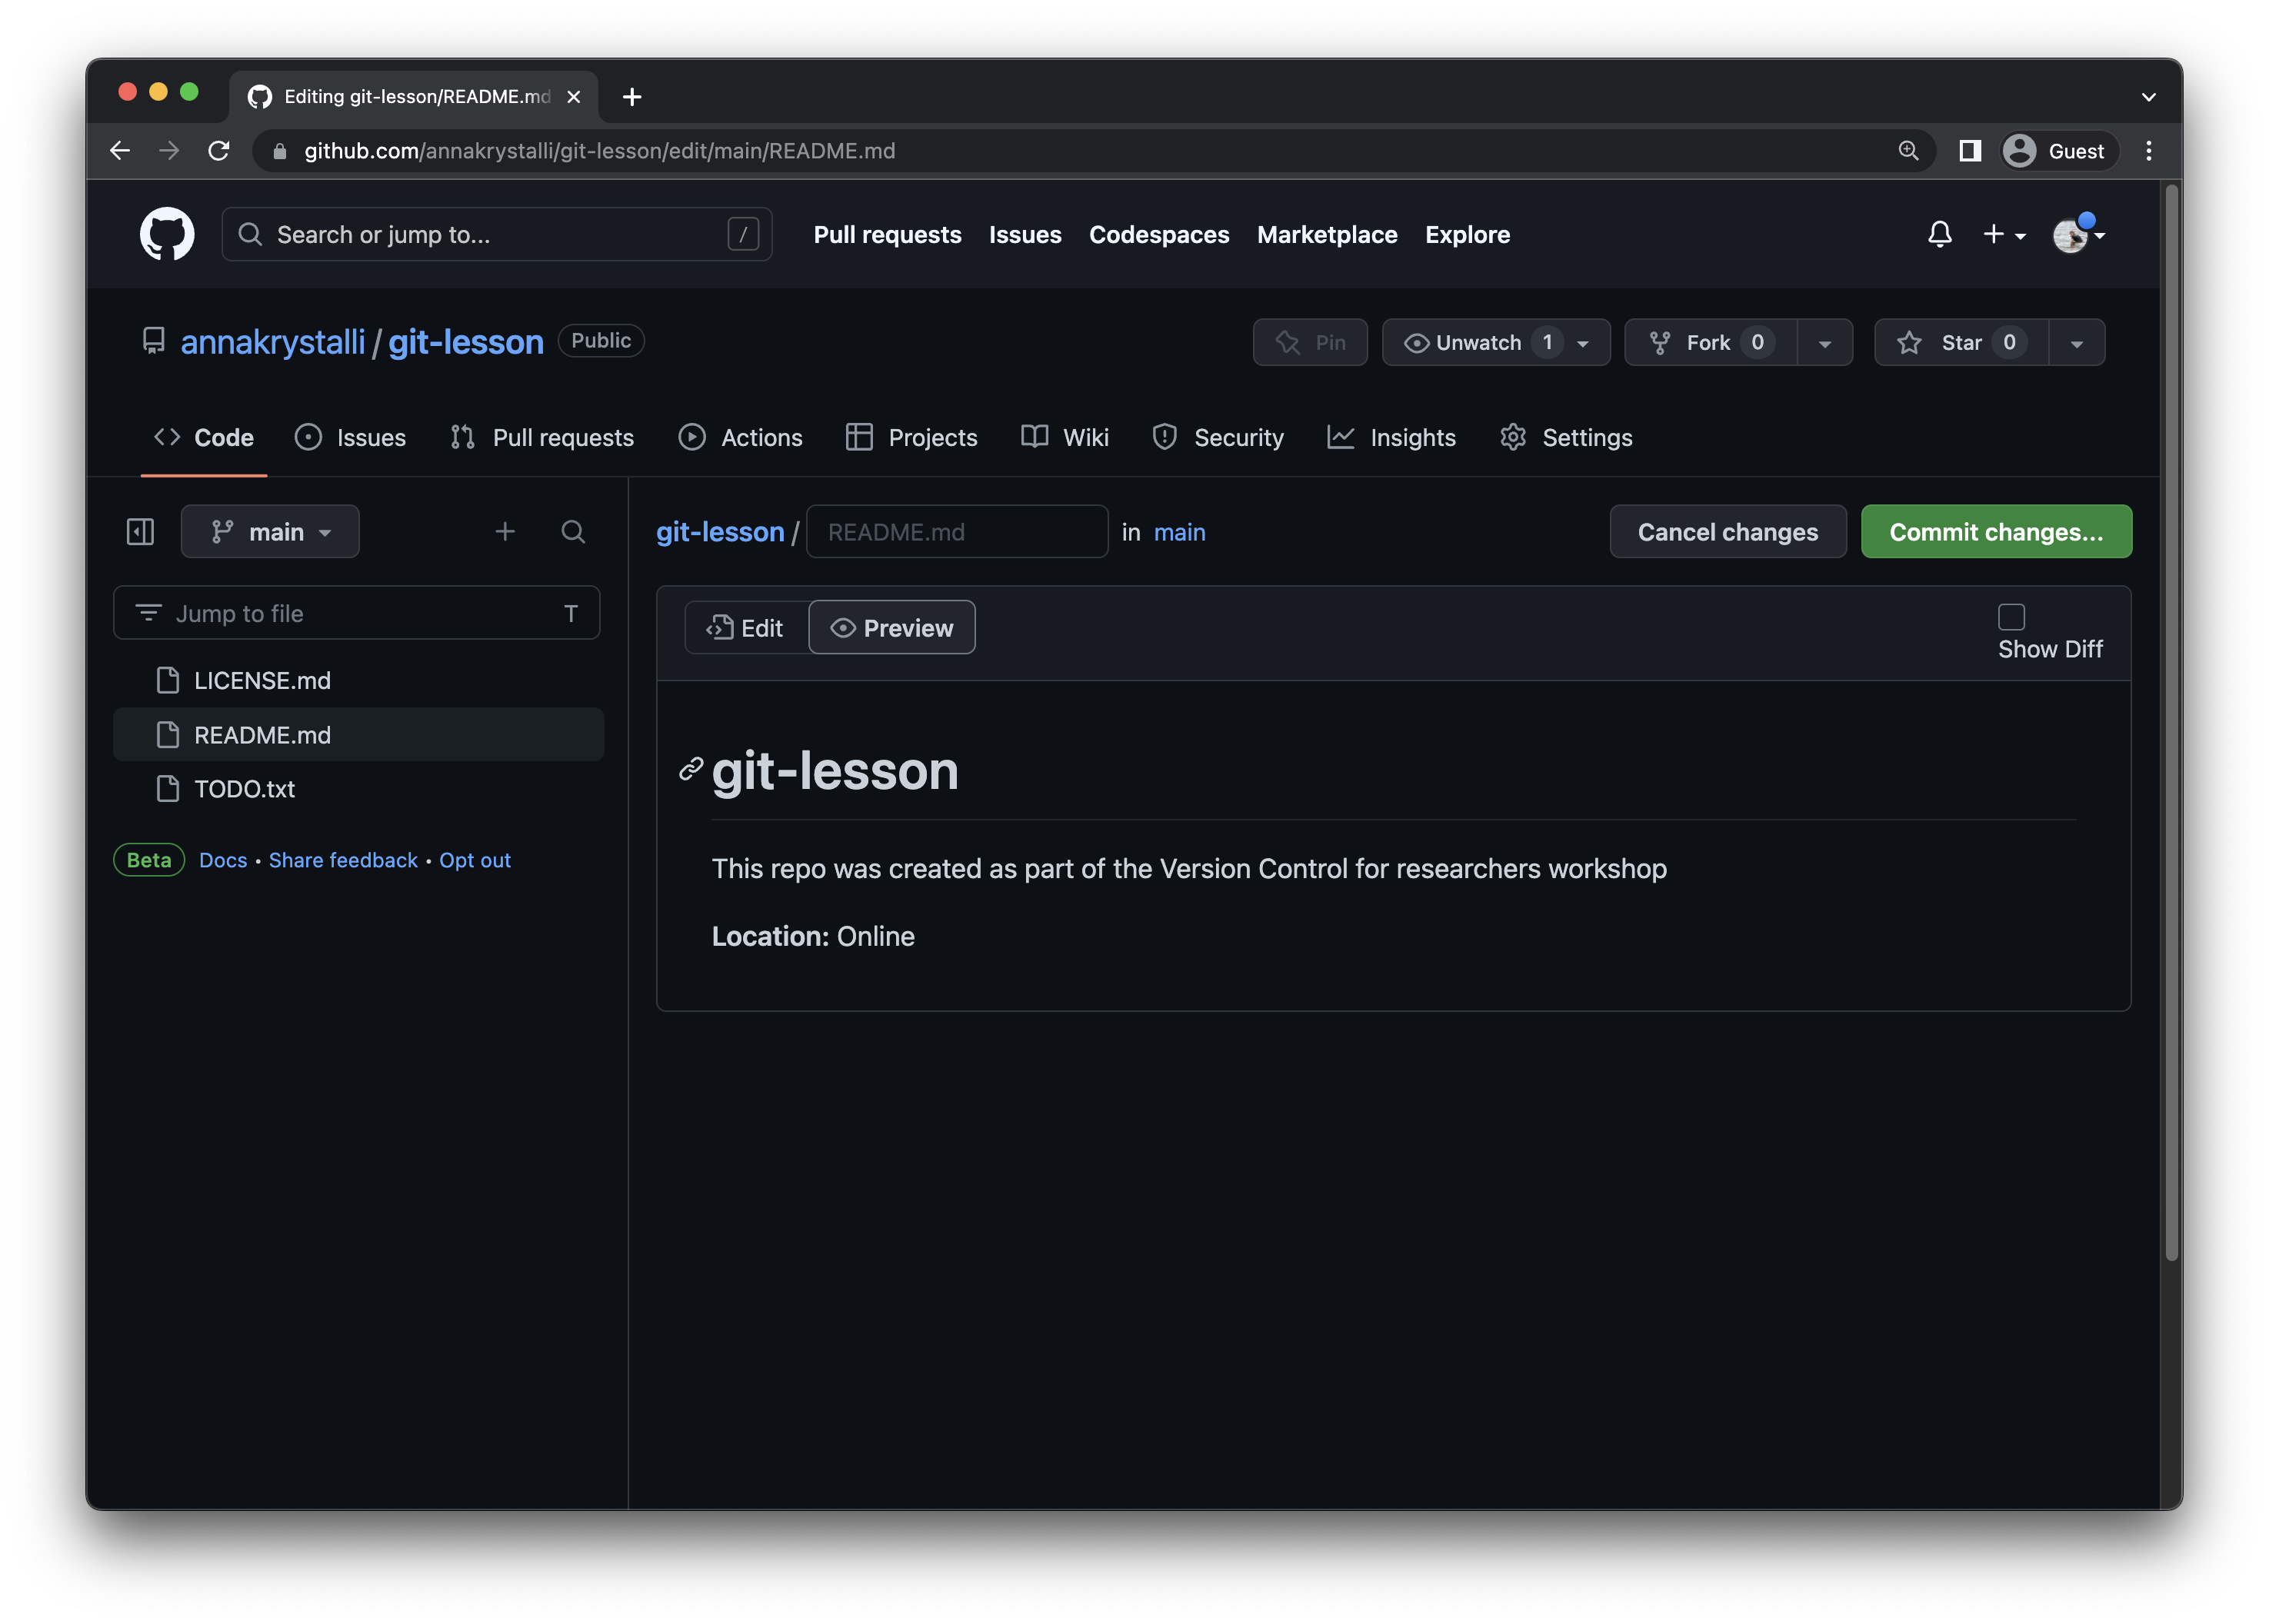 Editing git-lesson/README.md
github.com/annakrystalli/git-lesson/edit/main/README.md
Guest
Search or jump to...
/
Pull requests Issues Codespaces Marketplace Explore
annakrystalli / git-lesson Public
Pin Unwatch 1 Fork 0 Star 0
Code Issues Pull requests Actions Projects Wiki Security Insights Settings
main
git-lesson / README.md in main
Cancel changes Commit changes...
Jump to file T
Edit Preview
Show Diff
LICENSE.md
README.md
TODO.txt
Beta Docs • Share feedback • Opt out
git-lesson
This repo was created as part of the Version Control for researchers workshop
Location: Online